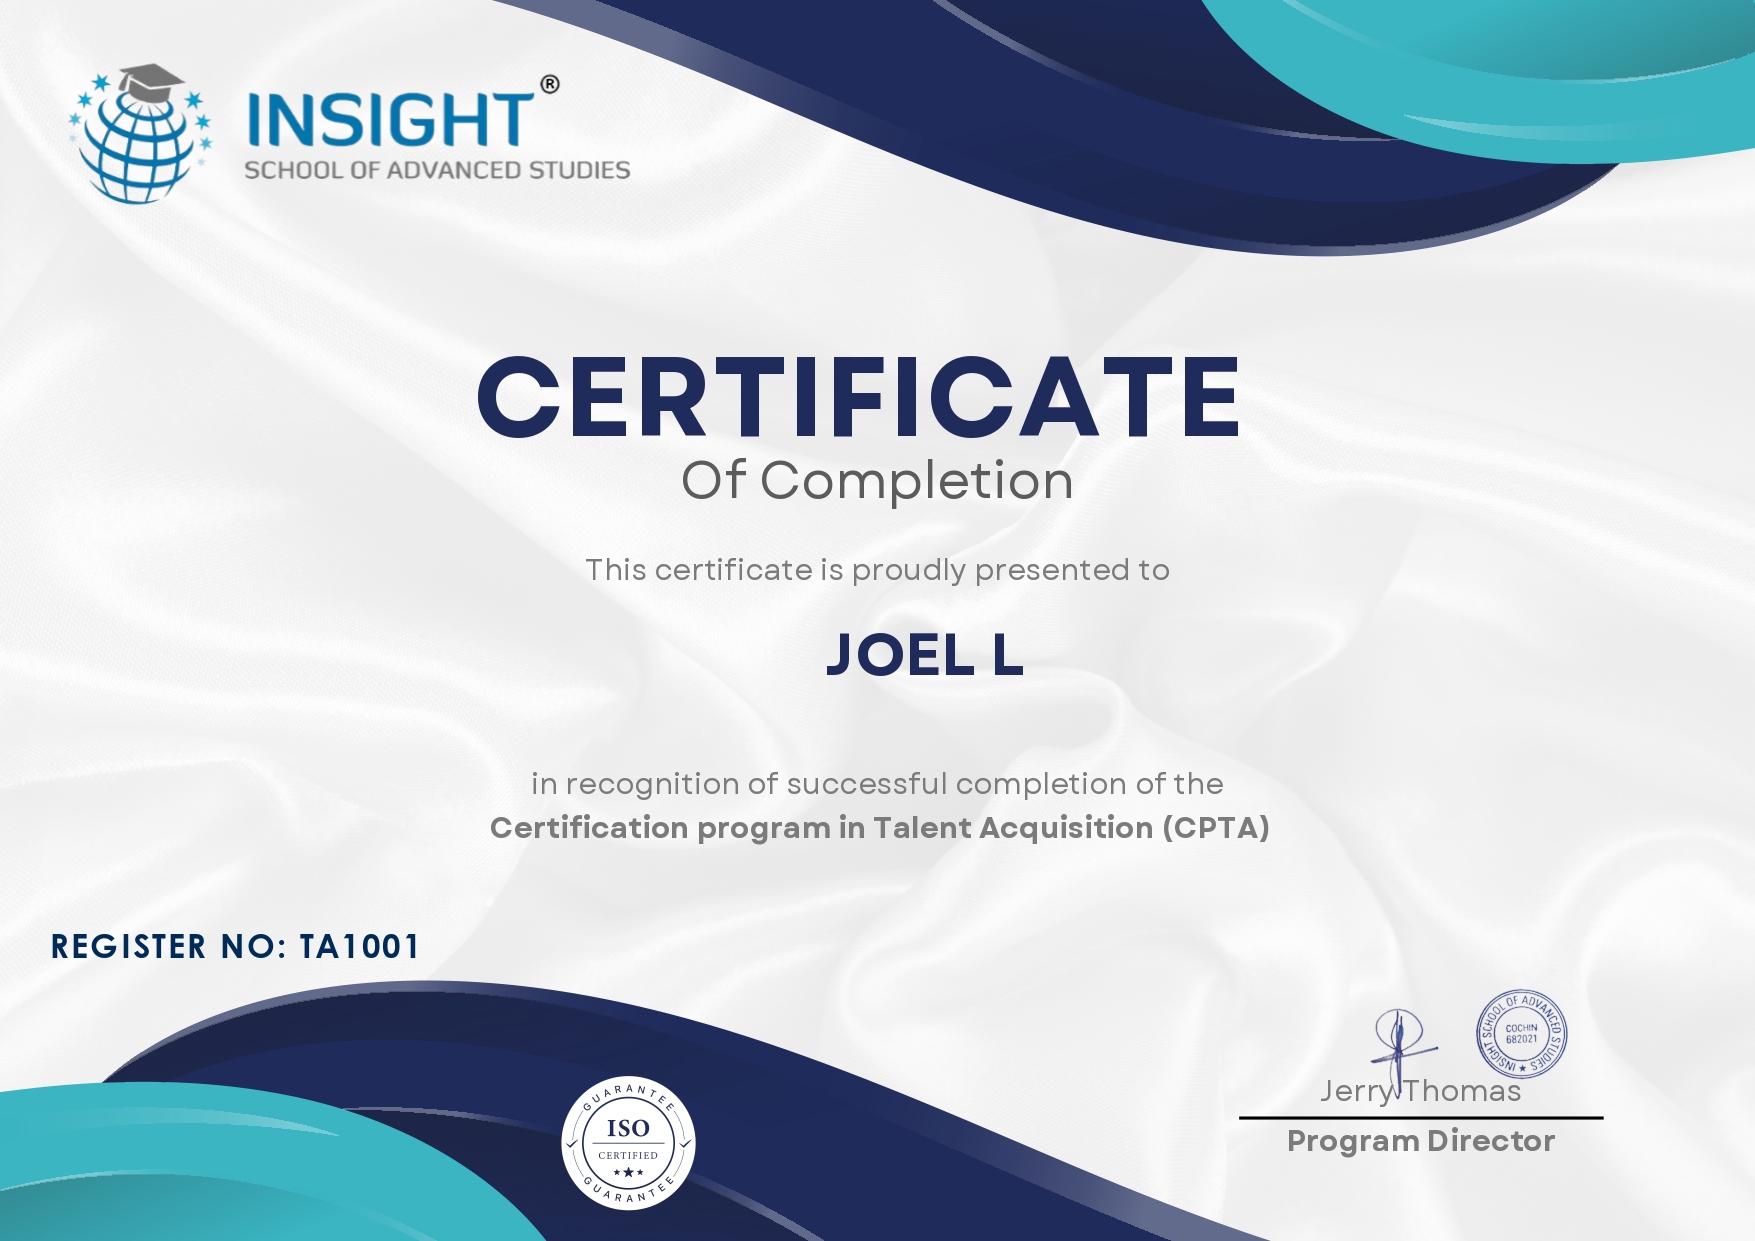 INSIGHT®
SCHOOL OF ADVANCED STUDIES
CERTIFICATE
Of Completion
This certificate is proudly presented to
JOEL L
in recognition of successful completion of the
Certification program in Talent Acquisition (CPTA)
REGISTER NO: TA1001
INSIGHT SCHOOL OF ADVANCED STUDIES
COCHIN
682021
Jerry Thomas
Program Director
GUARANTEE
ISO
CERTIFIED
GUARANTEE